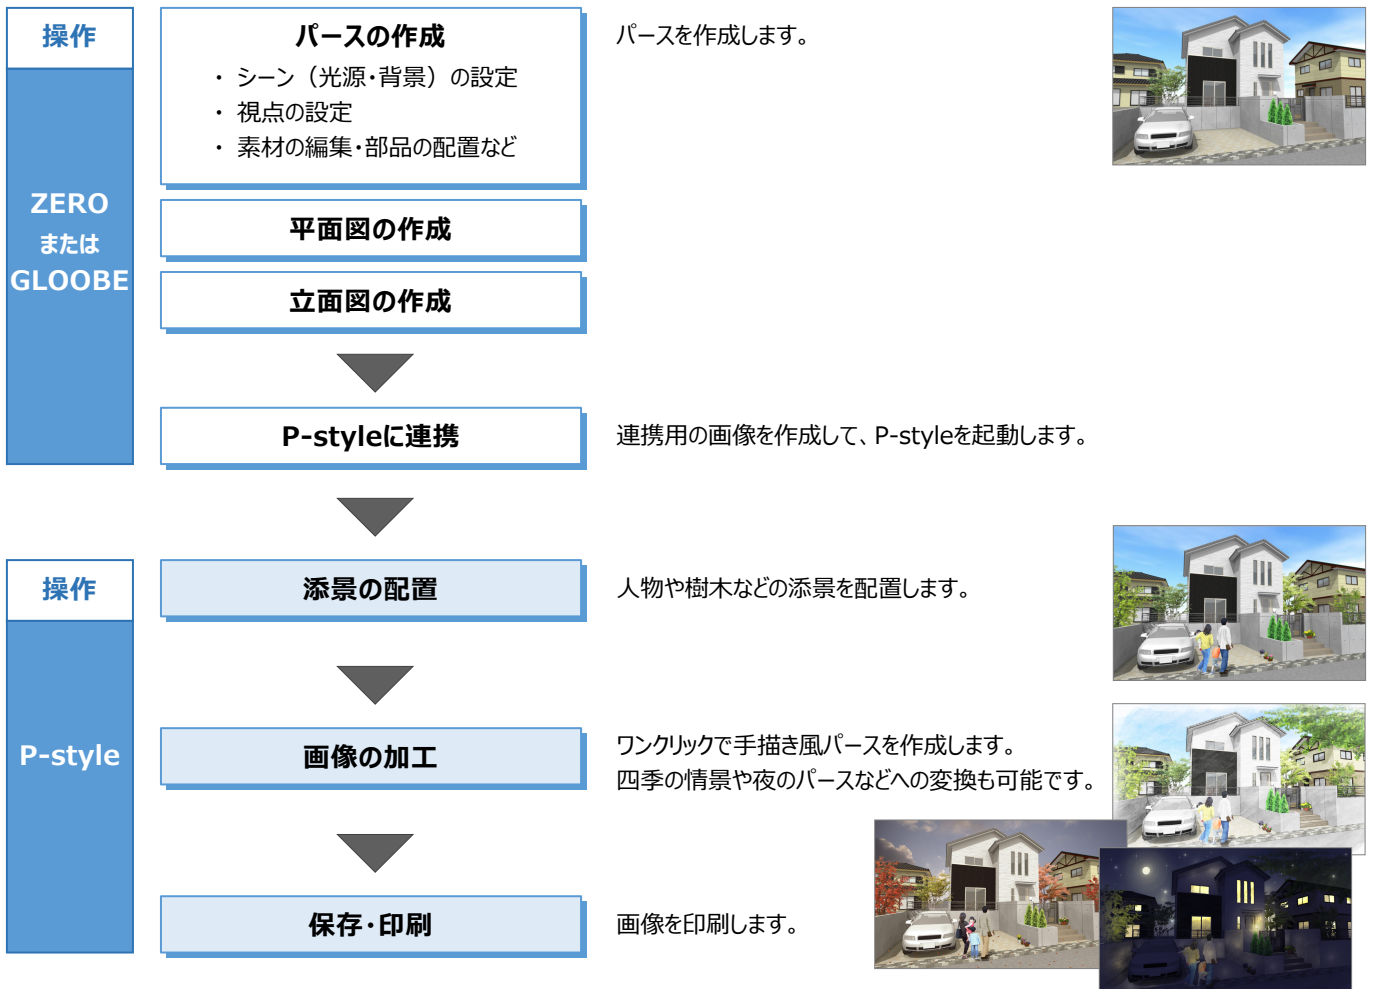 操作
パースの作成
・ シーン（光源・背景）の設定
・ 視点の設定
・ 素材の編集・部品の配置など
パースを作成します。
ZERO
または
GLOOBE
平面図の作成
立面図の作成
P-styleに連携
連携用の画像を作成して、P-styleを起動します。
操作
添景の配置
人物や樹木などの添景を配置します。
P-style
画像の加工
ワンクリックで手描き風パースを作成します。
四季の情景や夜のパースなどへの変換も可能です。
保存・印刷
画像を印刷します。